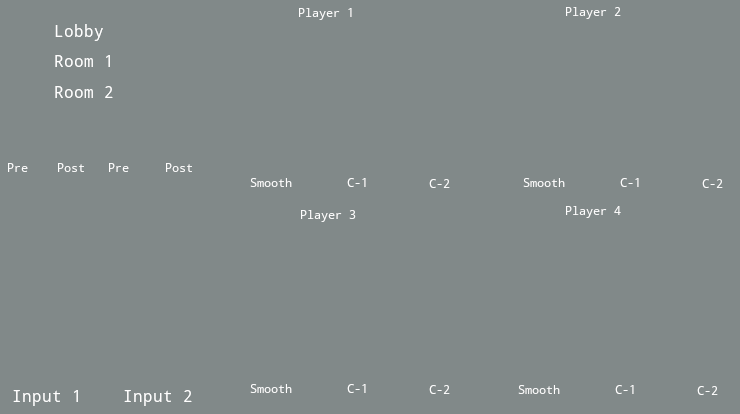 Player 1
Player 2
Lobby
Room 1
Room 2
Pre Post Pre Post
Smooth C-1 C-2
Smooth C-1 C-2
Player 3
Player 4
Smooth C-1 C-2
Smooth C-1 C-2
Input 1 Input 2